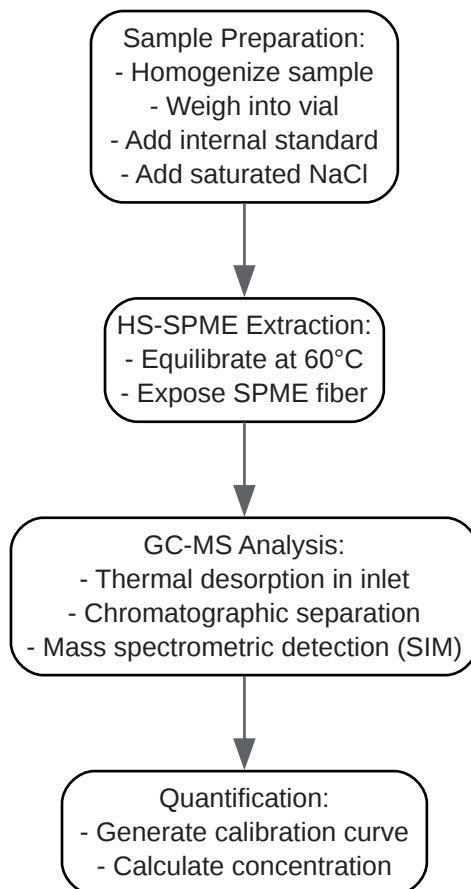 Sample Preparation:
- Homogenize sample
- Weigh into vial
- Add internal standard
- Add saturated NaCl
HS-SPME Extraction:
- Equilibrate at 60°C
- Expose SPME fiber
GC-MS Analysis:
- Thermal desorption in inlet
- Chromatographic separation
- Mass spectrometric detection (SIM)
Quantification:
- Generate calibration curve
- Calculate concentration